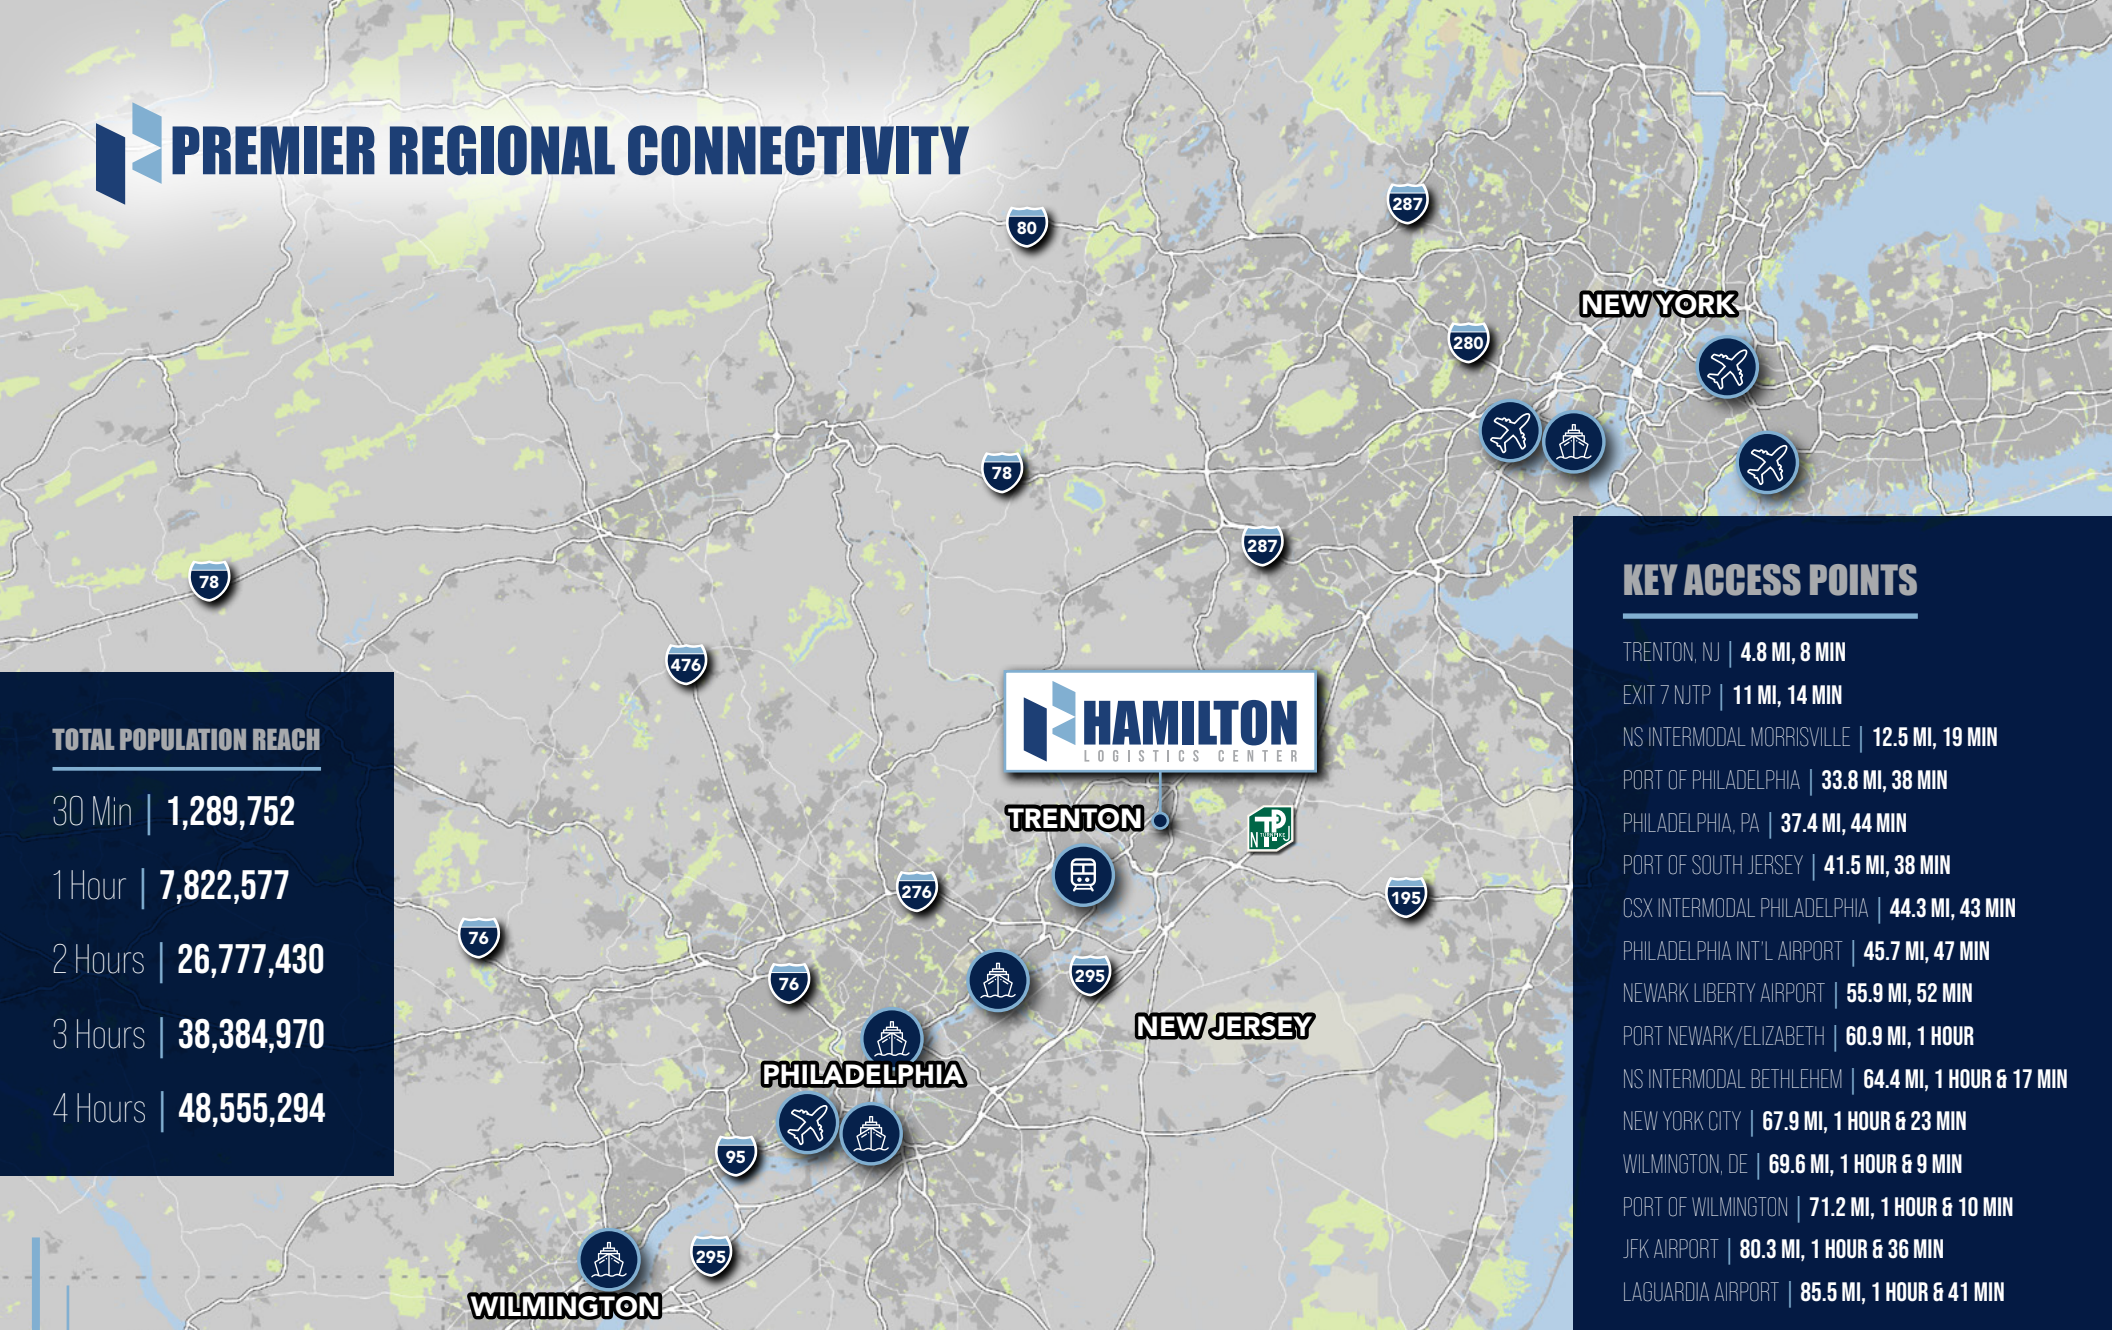 PREMIER REGIONAL CONNECTIVITY
80
287
NEW YORK
280
78
287
78
476
HAMILTON
LOGISTICS CENTER
TRENTON
N TP J
TURNPIKE
276
195
76
76
295
NEW JERSEY
PHILADELPHIA
95
295
WILMINGTON
TOTAL POPULATION REACH
30 Min | 1,289,752
1 Hour | 7,822,577
2 Hours | 26,777,430
3 Hours | 38,384,970
4 Hours | 48,555,294
KEY ACCESS POINTS
TRENTON, NJ | 4.8 MI, 8 MIN
EXIT 7 NJTP | 11 MI, 14 MIN
NS INTERMODAL MORRISVILLE | 12.5 MI, 19 MIN
PORT OF PHILADELPHIA | 33.8 MI, 38 MIN
PHILADELPHIA, PA | 37.4 MI, 44 MIN
PORT OF SOUTH JERSEY | 41.5 MI, 38 MIN
CSX INTERMODAL PHILADELPHIA | 44.3 MI, 43 MIN
PHILADELPHIA INT'L AIRPORT | 45.7 MI, 47 MIN
NEWARK LIBERTY AIRPORT | 55.9 MI, 52 MIN
PORT NEWARK/ELIZABETH | 60.9 MI, 1 HOUR
NS INTERMODAL BETHLEHEM | 64.4 MI, 1 HOUR & 17 MIN
NEW YORK CITY | 67.9 MI, 1 HOUR & 23 MIN
WILMINGTON, DE | 69.6 MI, 1 HOUR & 9 MIN
PORT OF WILMINGTON | 71.2 MI, 1 HOUR & 10 MIN
JFK AIRPORT | 80.3 MI, 1 HOUR & 36 MIN
LAGUARDIA AIRPORT | 85.5 MI, 1 HOUR & 41 MIN